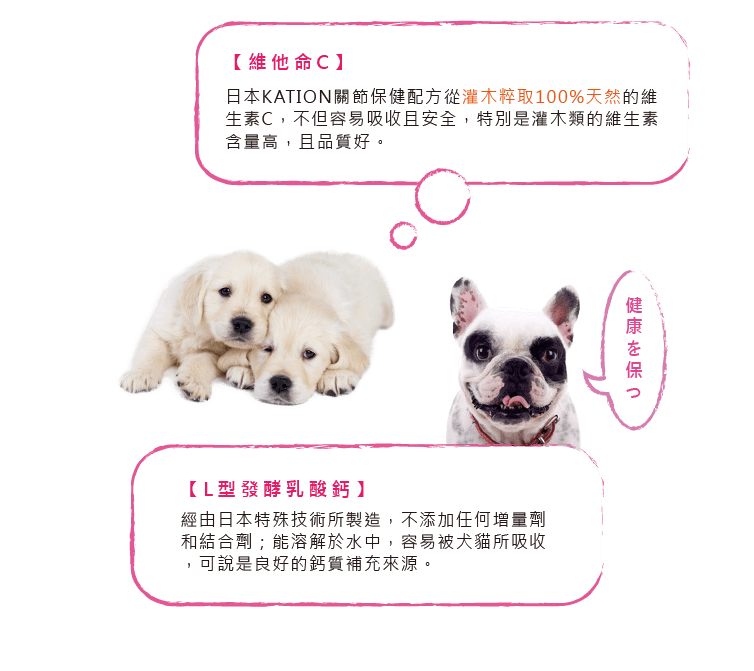 【維他命C】
日本KATION關節保健配方從灌木粹取100%天然的維
生素C，不但容易吸收且安全，特別是灌木類的維生素
含量高，且品質好。
健康を保つ
【L型發酵乳酸鈣】
經由日本特殊技術所製造，不添加任何增量劑
和結合劑；能溶解於水中，容易被犬貓所吸收
，可說是良好的鈣質補充來源。